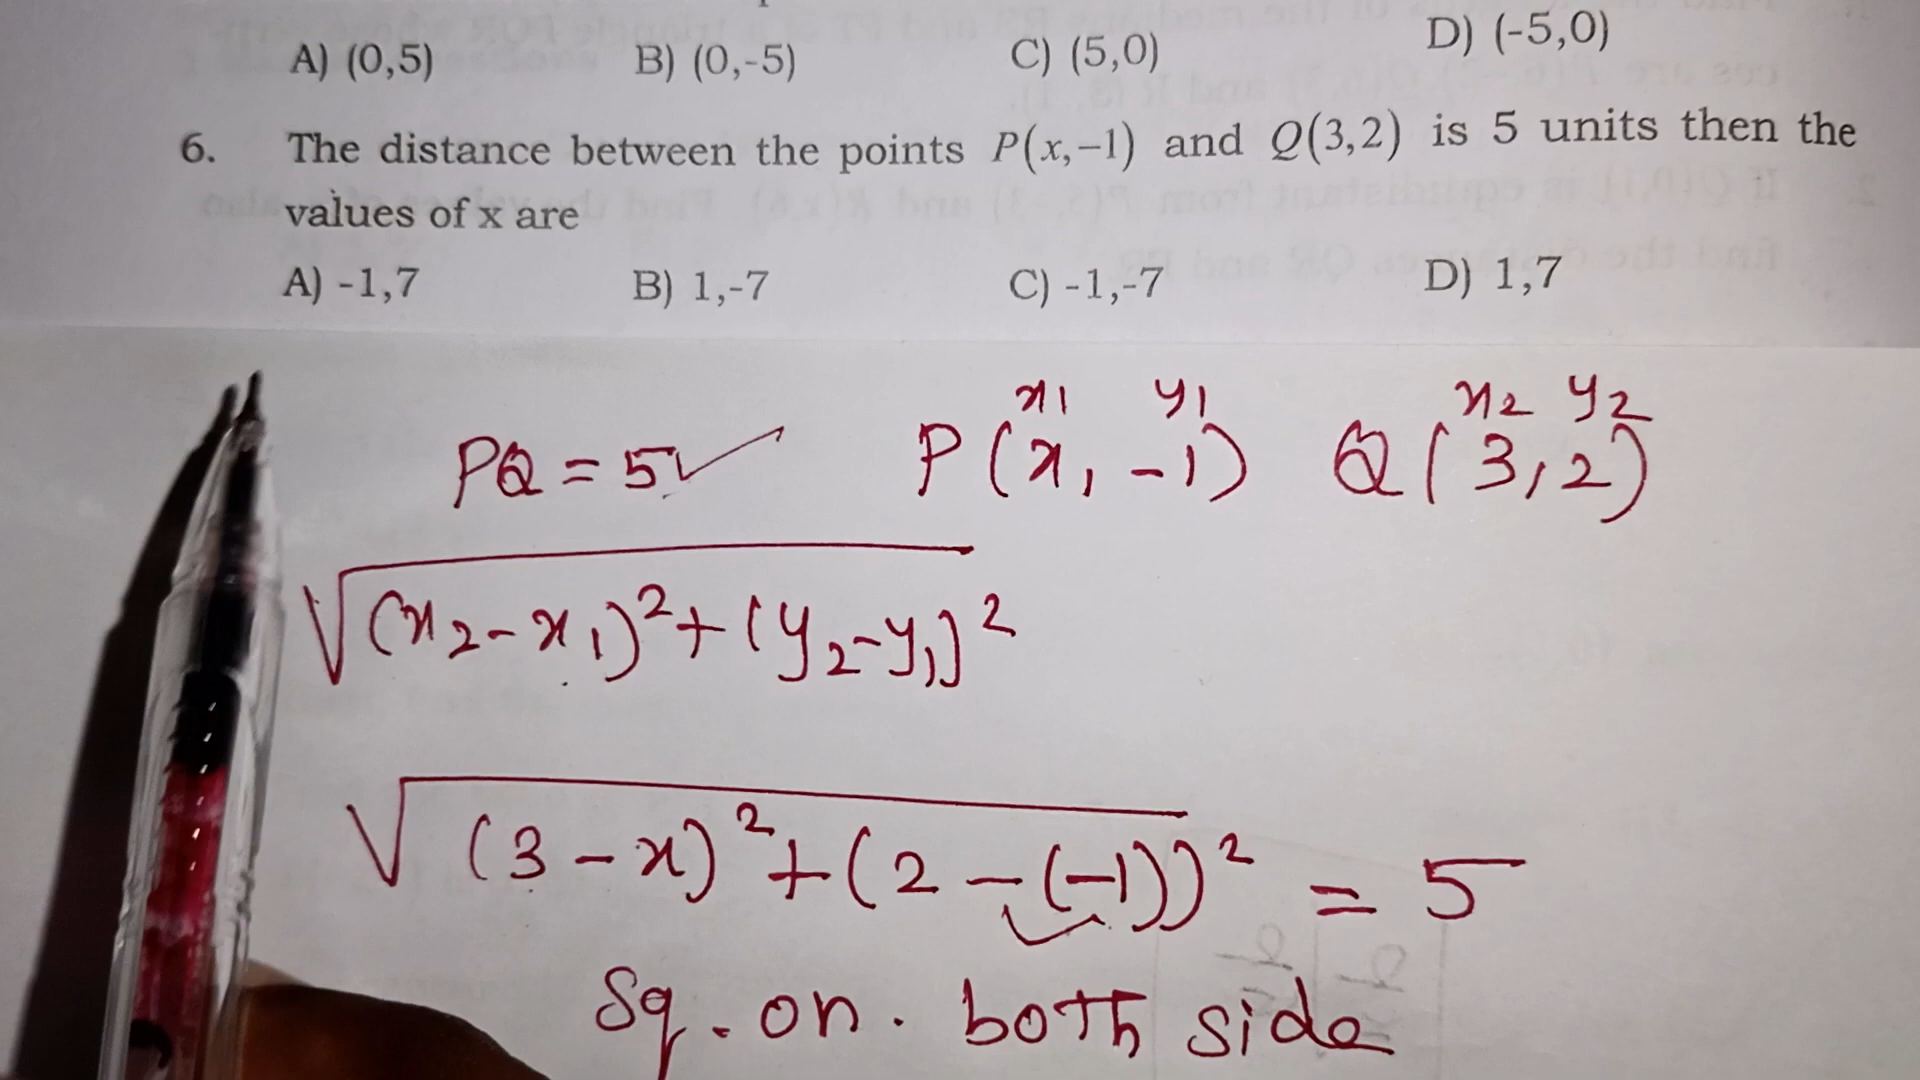 A) (0,5) B) (0,-5) C) (5,0) D) (-5,0)
6. The distance between the points P(x,-1) and Q(3,2) is 5 units then the
values of x are
A) -1,7 B) 1,-7 C) -1,-7 D) 1,7
x1 y1 x2 y2
PQ = 5 ✓ P(x, -1) Q(3,2)
√(x2-x1)²+(y2-y1)²
√(3-x)²+(2-(-1))² = 5
Sq. on. both side